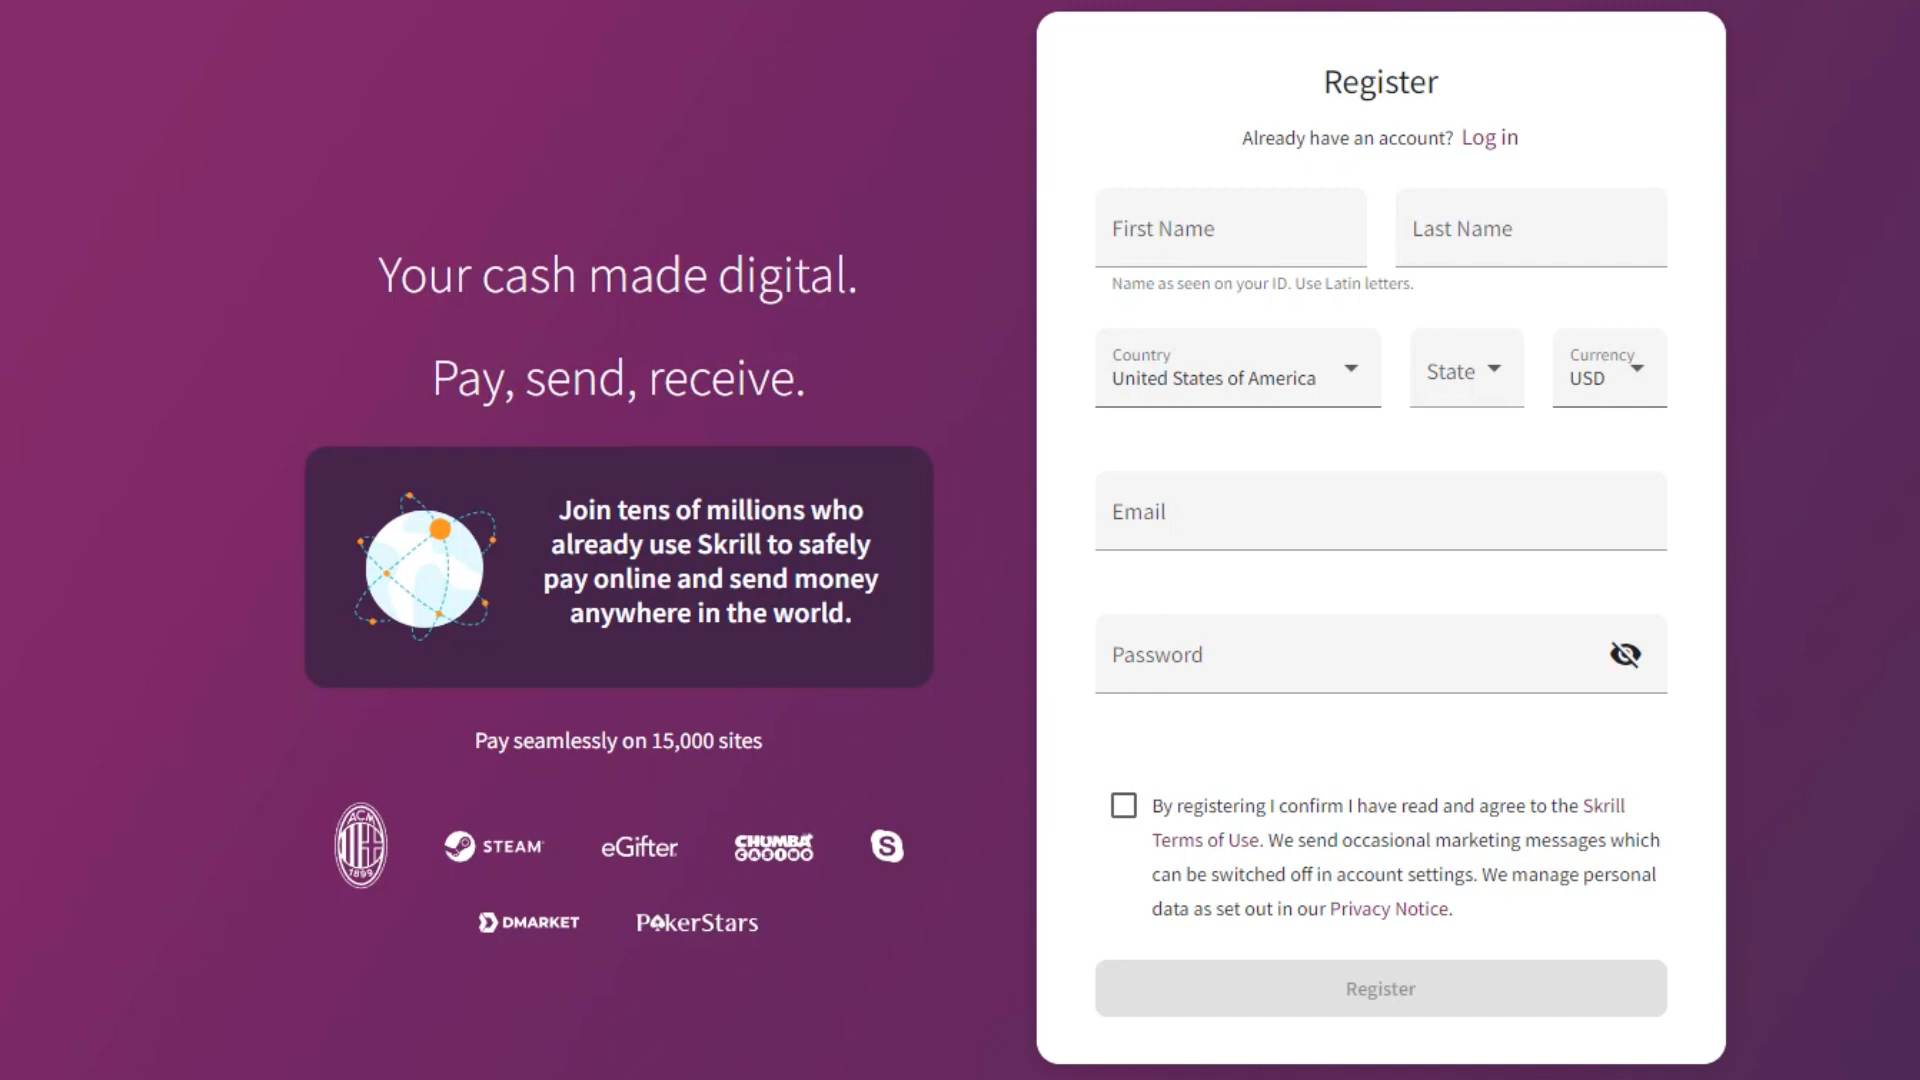 Your cash made digital.
Pay, send, receive.
Join tens of millions who
already use Skrill to safely
pay online and send money
anywhere in the world.
Pay seamlessly on 15,000 sites
ACM
1899
STEAM
eGifter
CHUMBA
CASINO
S
DMARKET
PokerStars
Register
Already have an account? Log in
First Name
Last Name
Name as seen on your ID. Use Latin letters.
Country
United States of America
State
Currency
USD
Email
Password
By registering I confirm I have read and agree to the Skrill
Terms of Use. We send occasional marketing messages which
can be switched off in account settings. We manage personal
data as set out in our Privacy Notice.
Register